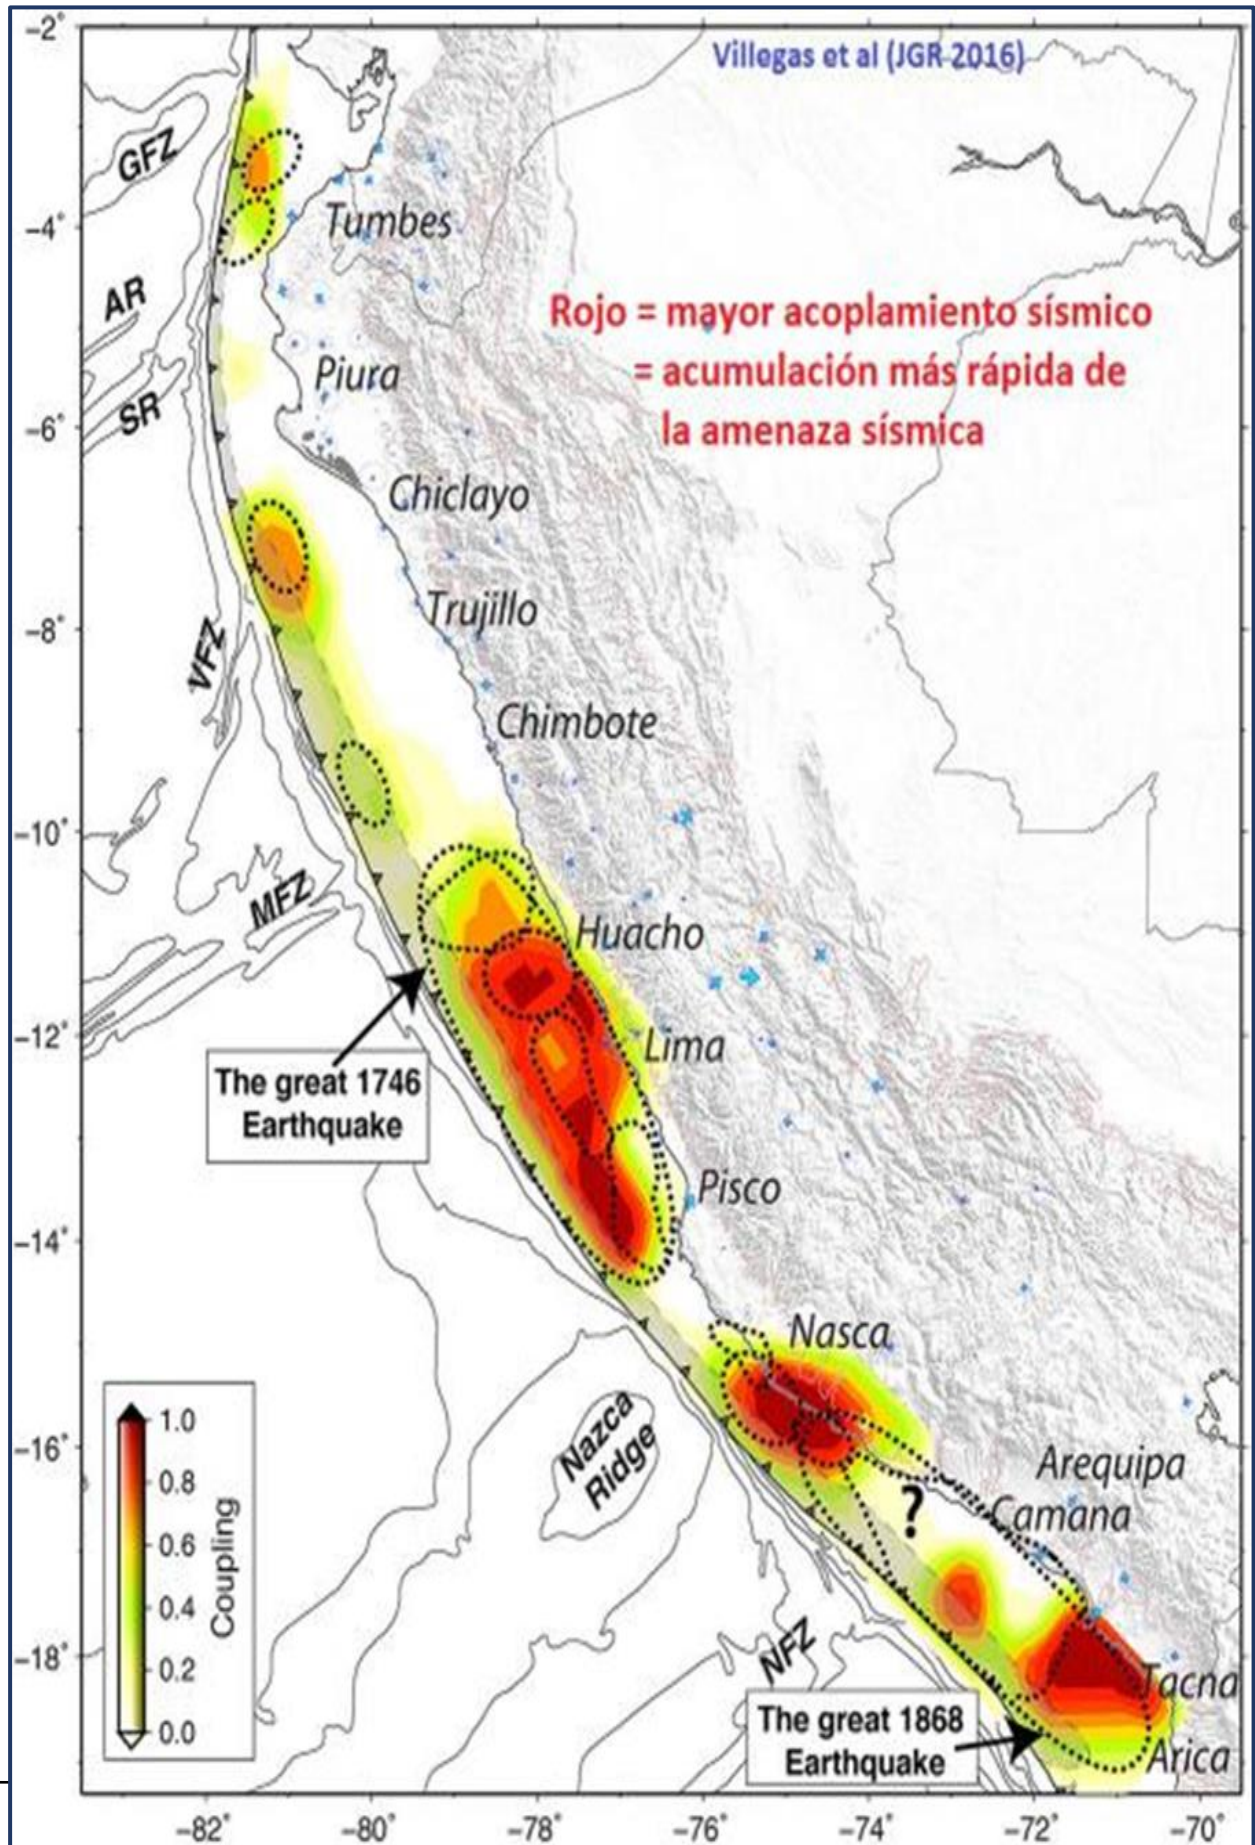 Villegas et al (JGR 2016)
−2°
GFZ
−4°
Tumbes
AR
Rojo = mayor acoplamiento sísmico
= acumulación más rápida de
la amenaza sísmica
Piura
SR
−6°
Chiclayo
Trujillo
−8°
VFZ
Chimbote
−10°
MFZ
Huacho
−12°
Lima
The great 1746
Earthquake
Pisco
−14°
Nasca
Nazca
Ridge
−16°
Arequipa
Camana
?
1.0
0.8
0.6
0.4
0.2
0.0
Coupling
−18°
NFZ
Tacna
The great 1868
Earthquake
Arica
−82°
−80°
−78°
−76°
−74°
−72°
−70°